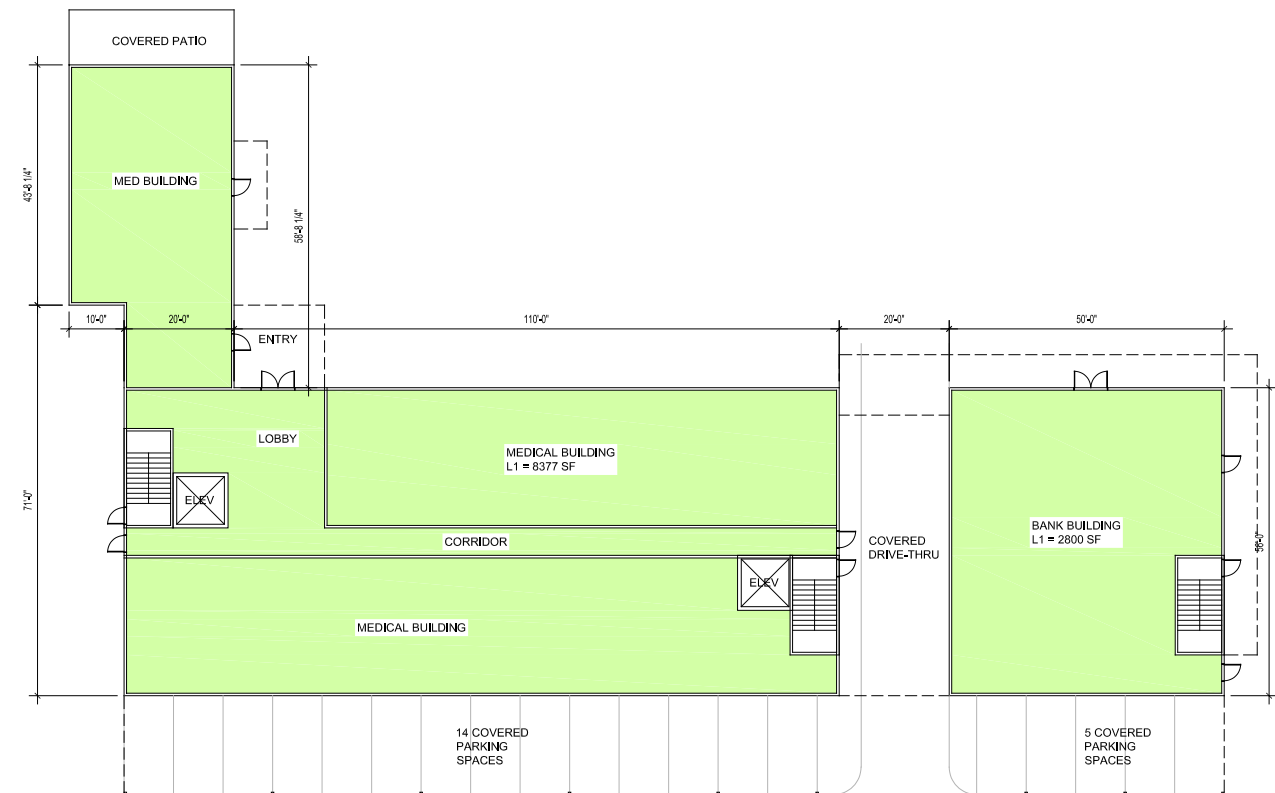 COVERED PATIO
43'-8 1/4"
MED BUILDING
58'-8 1/4"
10'-0"
20'-0"
110'-0"
20'-0"
50'-0"
ENTRY
71'-0"
LOBBY
MEDICAL BUILDING
L1 = 8377 SF
ELEV
CORRIDOR
COVERED
DRIVE-THRU
BANK BUILDING
L1 = 2800 SF
56'-0"
ELEV
MEDICAL BUILDING
14 COVERED
PARKING
SPACES
5 COVERED
PARKING
SPACES